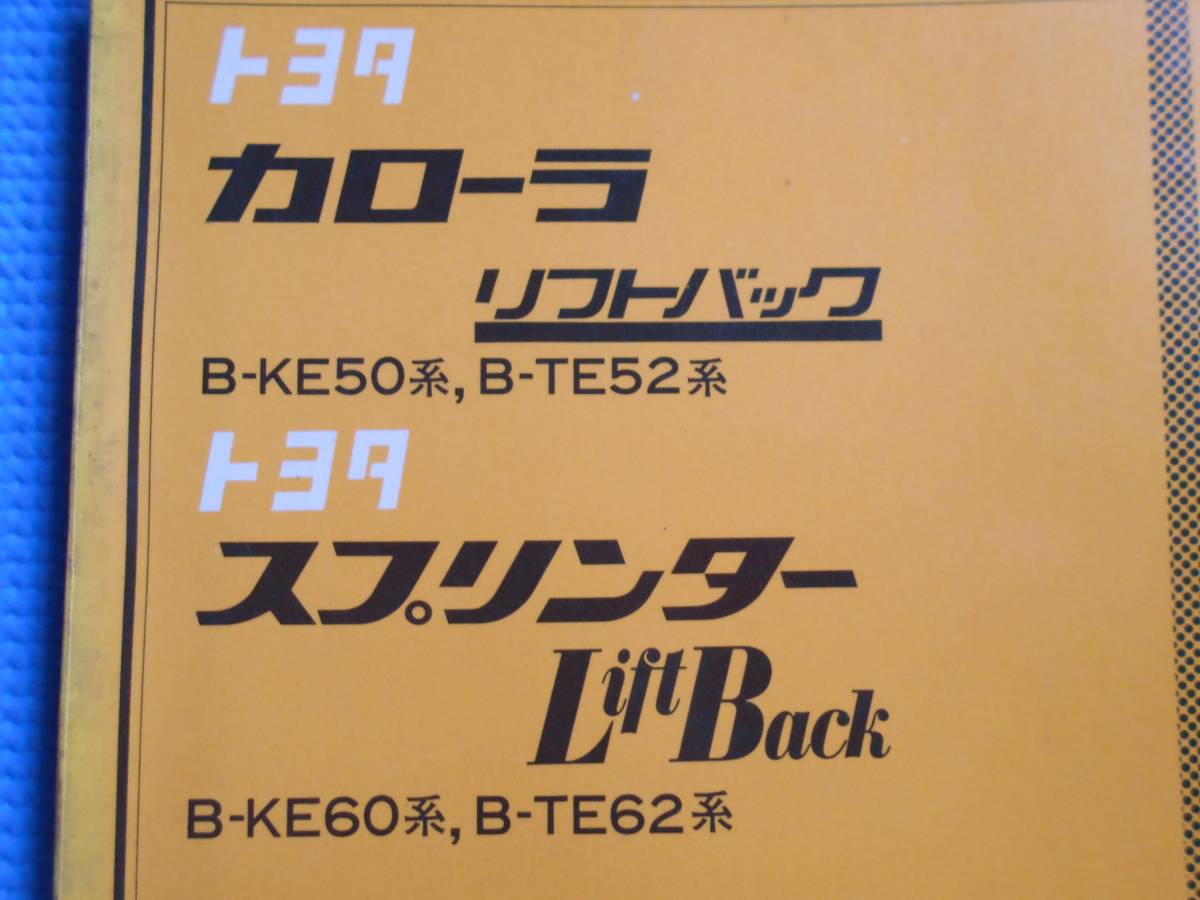 トヨタ
カローラ
リフトバック
B-KE50系, B-TE52系
トヨタ
スプリンター
LiftBack
B-KE60系, B-TE62系